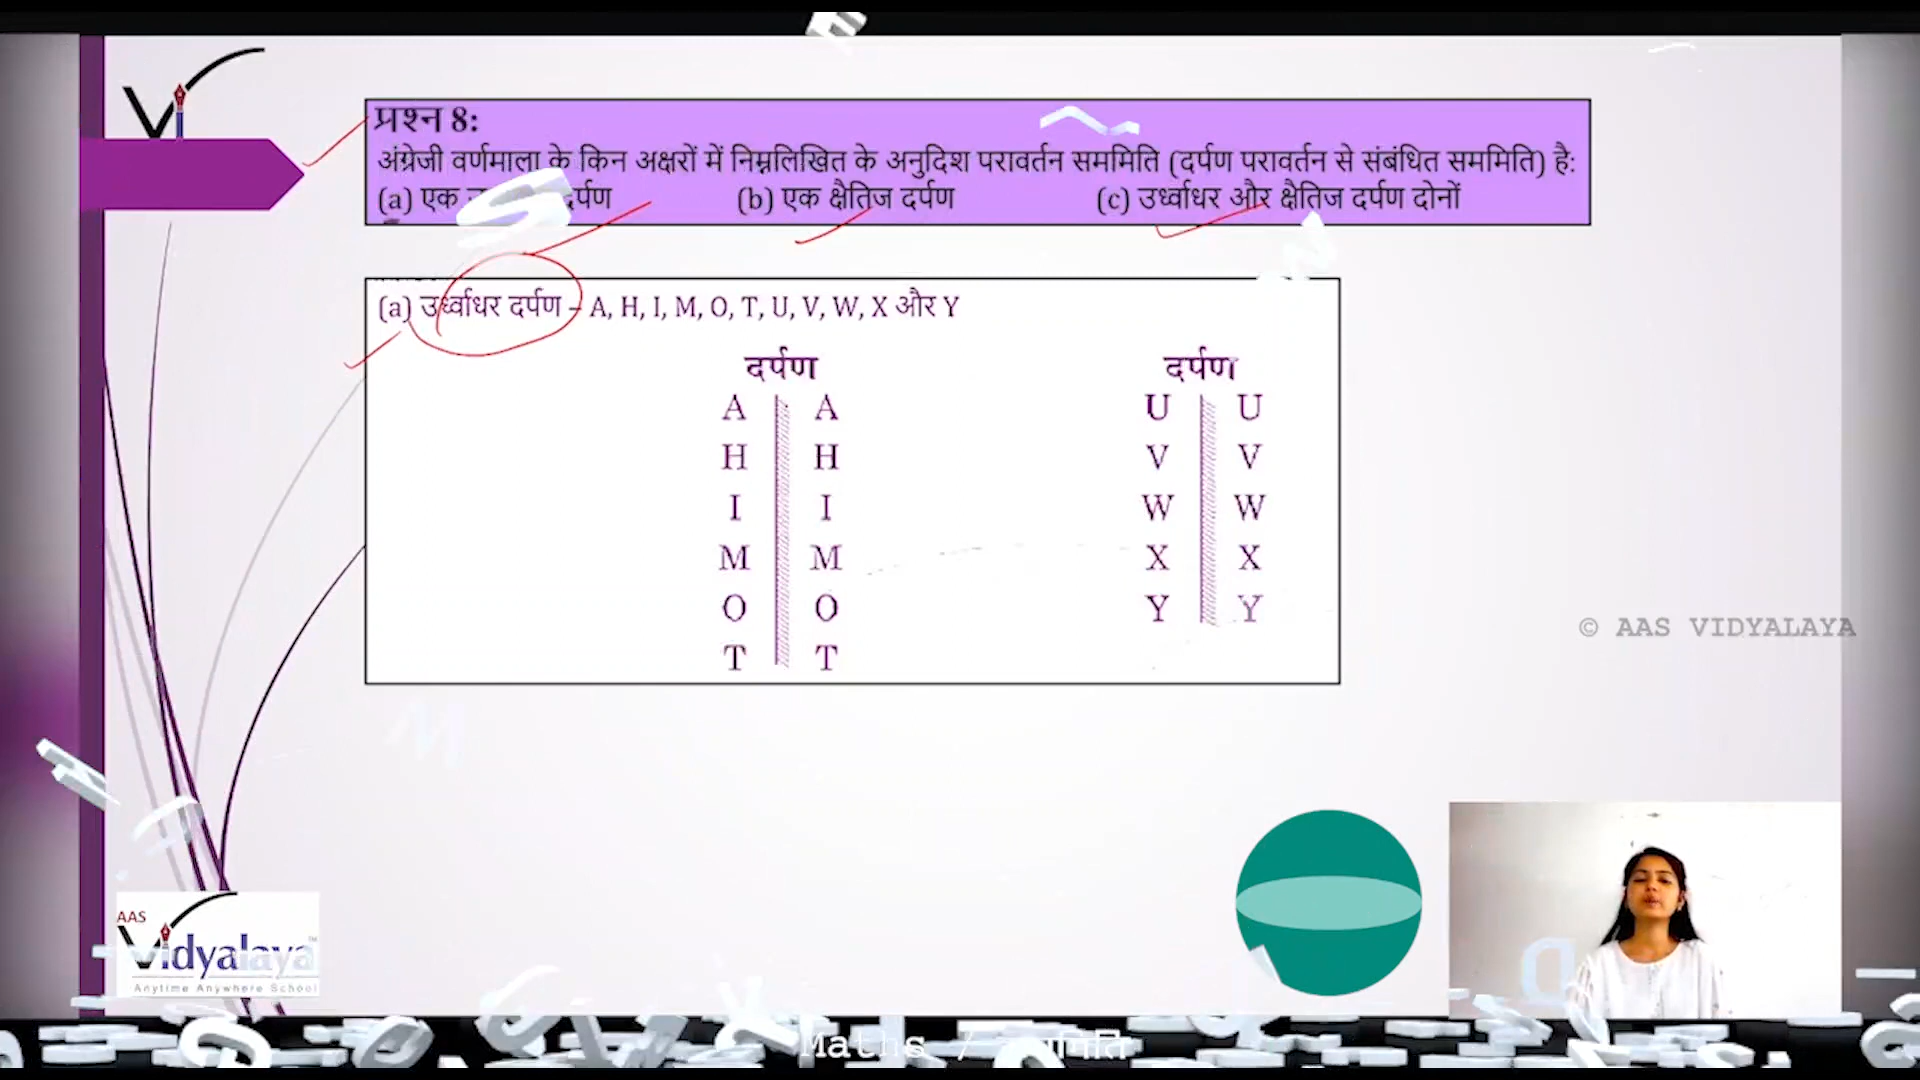 प्रश्न 8:
अंग्रेजी वर्णमाला के किन अक्षरों में निम्नलिखित के अनुदिश परावर्तन सममिति (दर्पण परावर्तन से संबंधित सममिति) है:
(a) एक दर्पण (b) एक क्षैतिज दर्पण (c) उर्ध्वाधर और क्षैतिज दर्पण दोनों
(a) उर्ध्वाधर दर्पण – A, H, I, M, O, T, U, V, W, X और Y
दर्पण दर्पण
A A U U
H H V V
I I W W
M M X X
O O Y Y
T T
© AAS VIDYALAYA
AAS
Vidyalaya
Anytime Anywhere School
Maths /